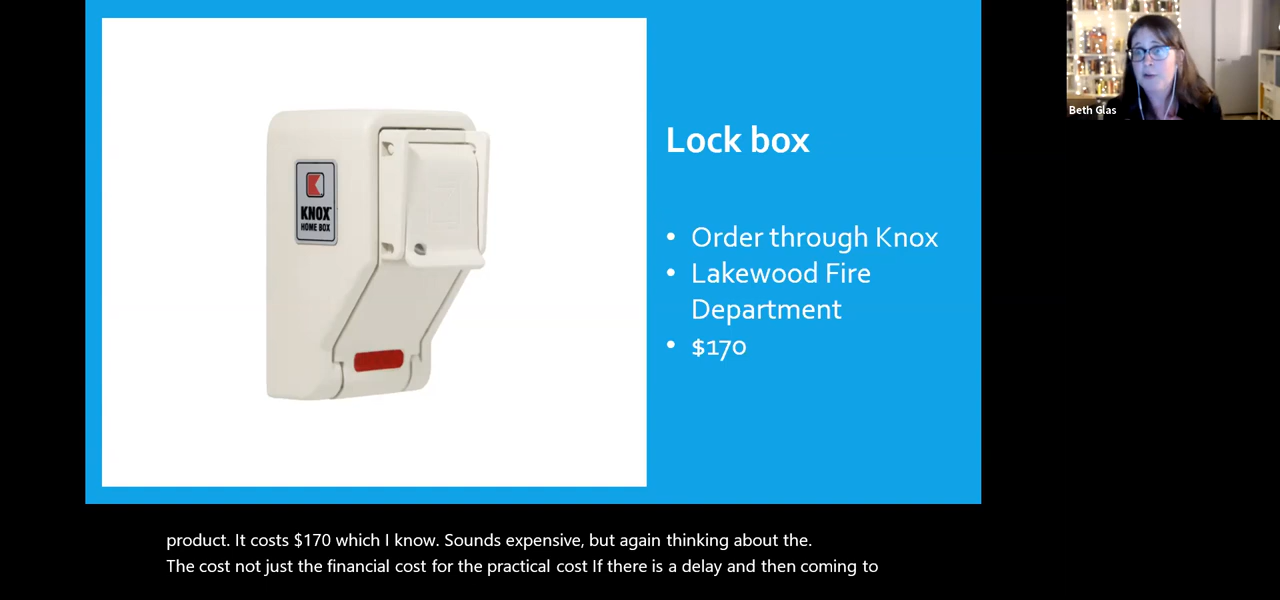 KNOX
HOME BOX
Lock box
• Order through Knox
• Lakewood Fire
Department
• $170
Beth Glas
product. It costs $170 which I know. Sounds expensive, but again thinking about the.
The cost not just the financial cost for the practical cost If there is a delay and then coming to